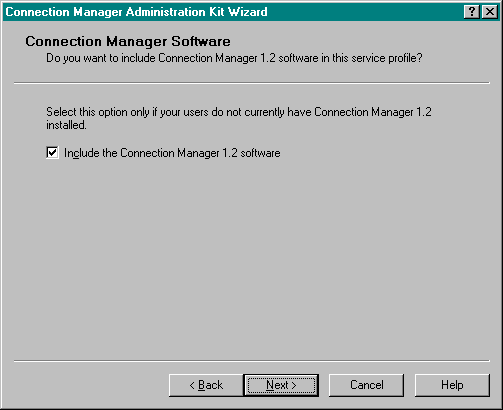 Connection Manager Administration Kit Wizard
Connection Manager Software
Do you want to include Connection Manager 1.2 software in this service profile?
Select this option only if your users do not currently have Connection Manager 1.2
installed.
Include the Connection Manager 1.2 software
< Back Next > Cancel Help